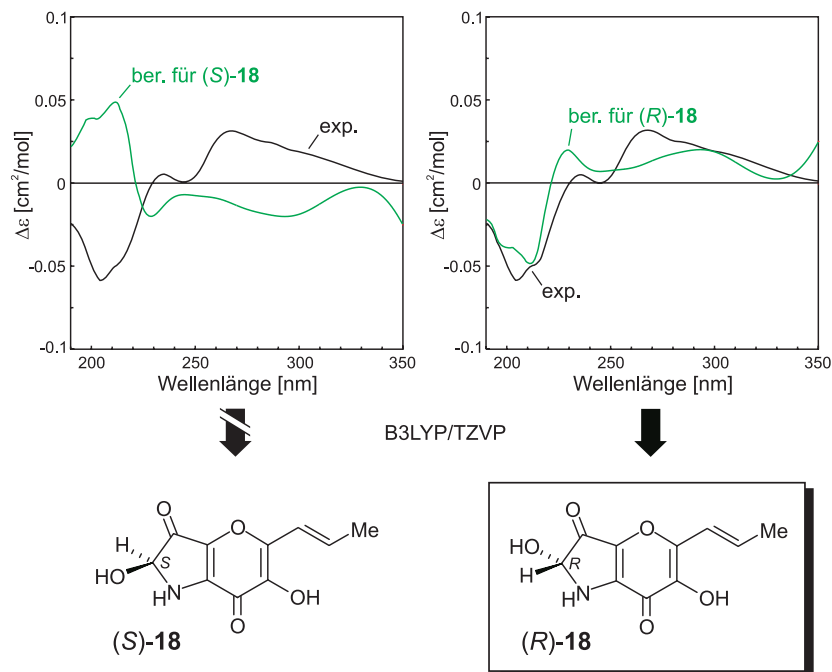 0.1
0.05
0
-0.05
-0.1
Δε [cm²/mol]
ber. für (S)-18
exp.
200 250 300 350
Wellenlänge [nm]
0.1
0.05
0
-0.05
-0.1
Δε [cm²/mol]
ber. für (R)-18
exp.
200 250 300 350
Wellenlänge [nm]
B3LYP/TZVP
O
H
S
HO
HN
O
Me
OH
O
(S)-18
O
HO
R
H
HN
O
Me
OH
O
(R)-18